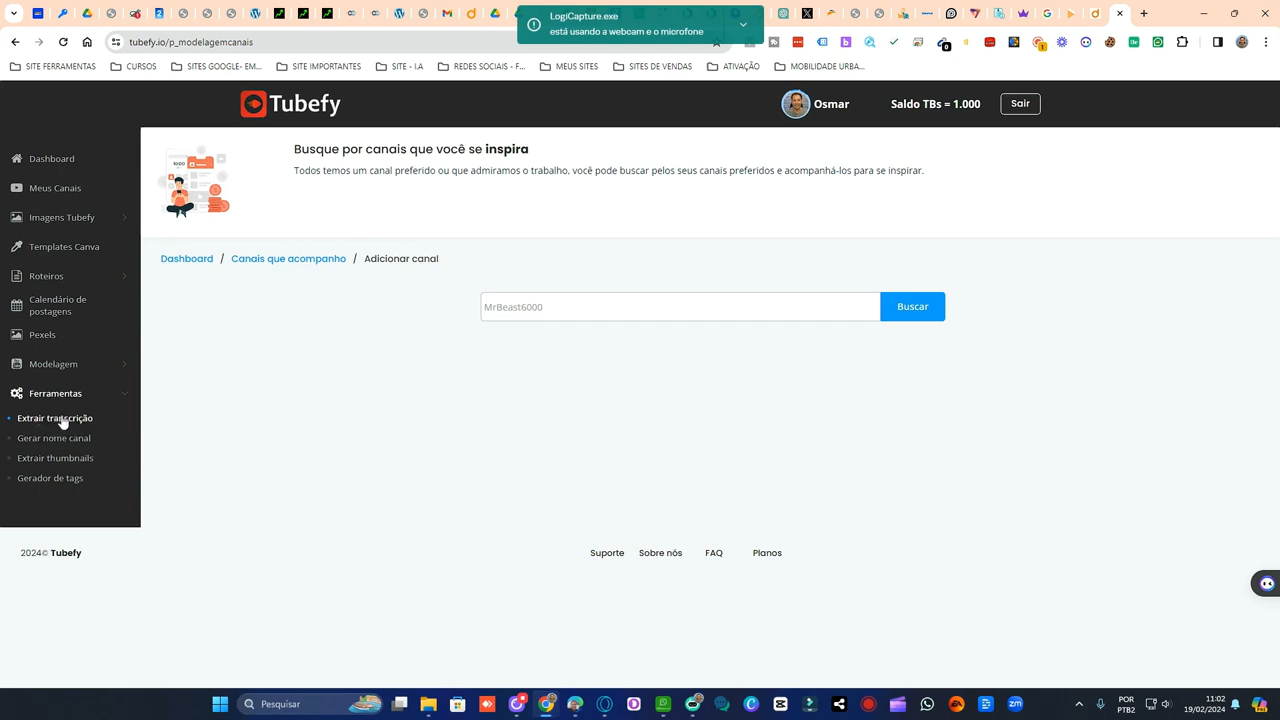 LogiCapture.exe
está usando a webcam e o microfone
tubefy.io/p_modelagemcanais
SITE FERRAMENTAS
CURSOS
SITES GOOGLE- EM...
SITE IMPORTANTES
SITE - I.A
REDES SOCIAIS - F...
MEUS SITES
SITES DE VENDAS
ATIVAÇÃO
MOBILIDADE URBA...
Tubefy
Osmar
Saldo TBs = 1.000
Sair
Dashboard
Meus Canais
Imagens Tubefy
Templates Canva
Roteiros
Calendário de
postagens
Pexels
Modelagem
Ferramentas
Extrair transcrição
Gerar nome canal
Extrair thumbnails
Gerador de tags
Busque por canais que você se inspira
Todos temos um canal preferido ou que admiramos o trabalho, você pode buscar pelos seus canais preferidos e acompanhá-los para se inspirar.
Dashboard / Canais que acompanho / Adicionar canal
MrBeast6000
Buscar
2024© Tubefy
Suporte
Sobre nós
FAQ
Planos
Pesquisar
POR
PTB2
11:02
19/02/2024